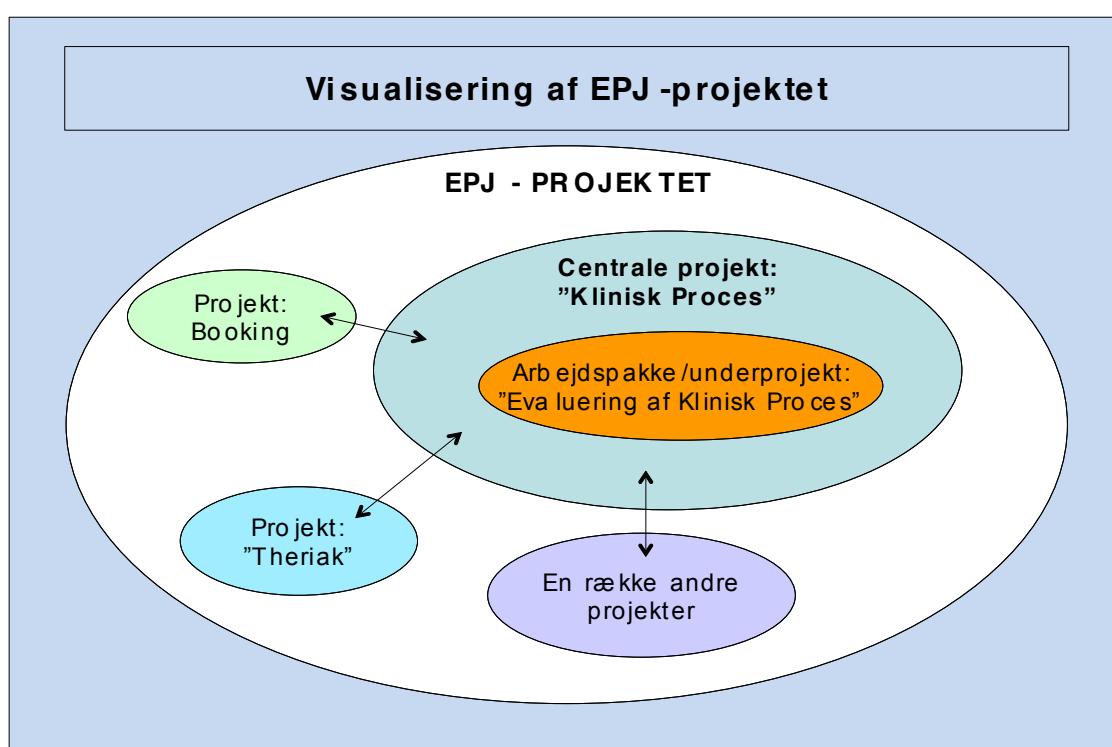 Visualisering af EPJ -projektet
EPJ - PROJEKTET
Centrale projekt:
”Klinisk Proces”
Projekt:
Booking
Arbejdspakke/underprojekt:
”Evaluering af Klinisk Proces”
Projekt:
”Theriak”
En række andre
projekter